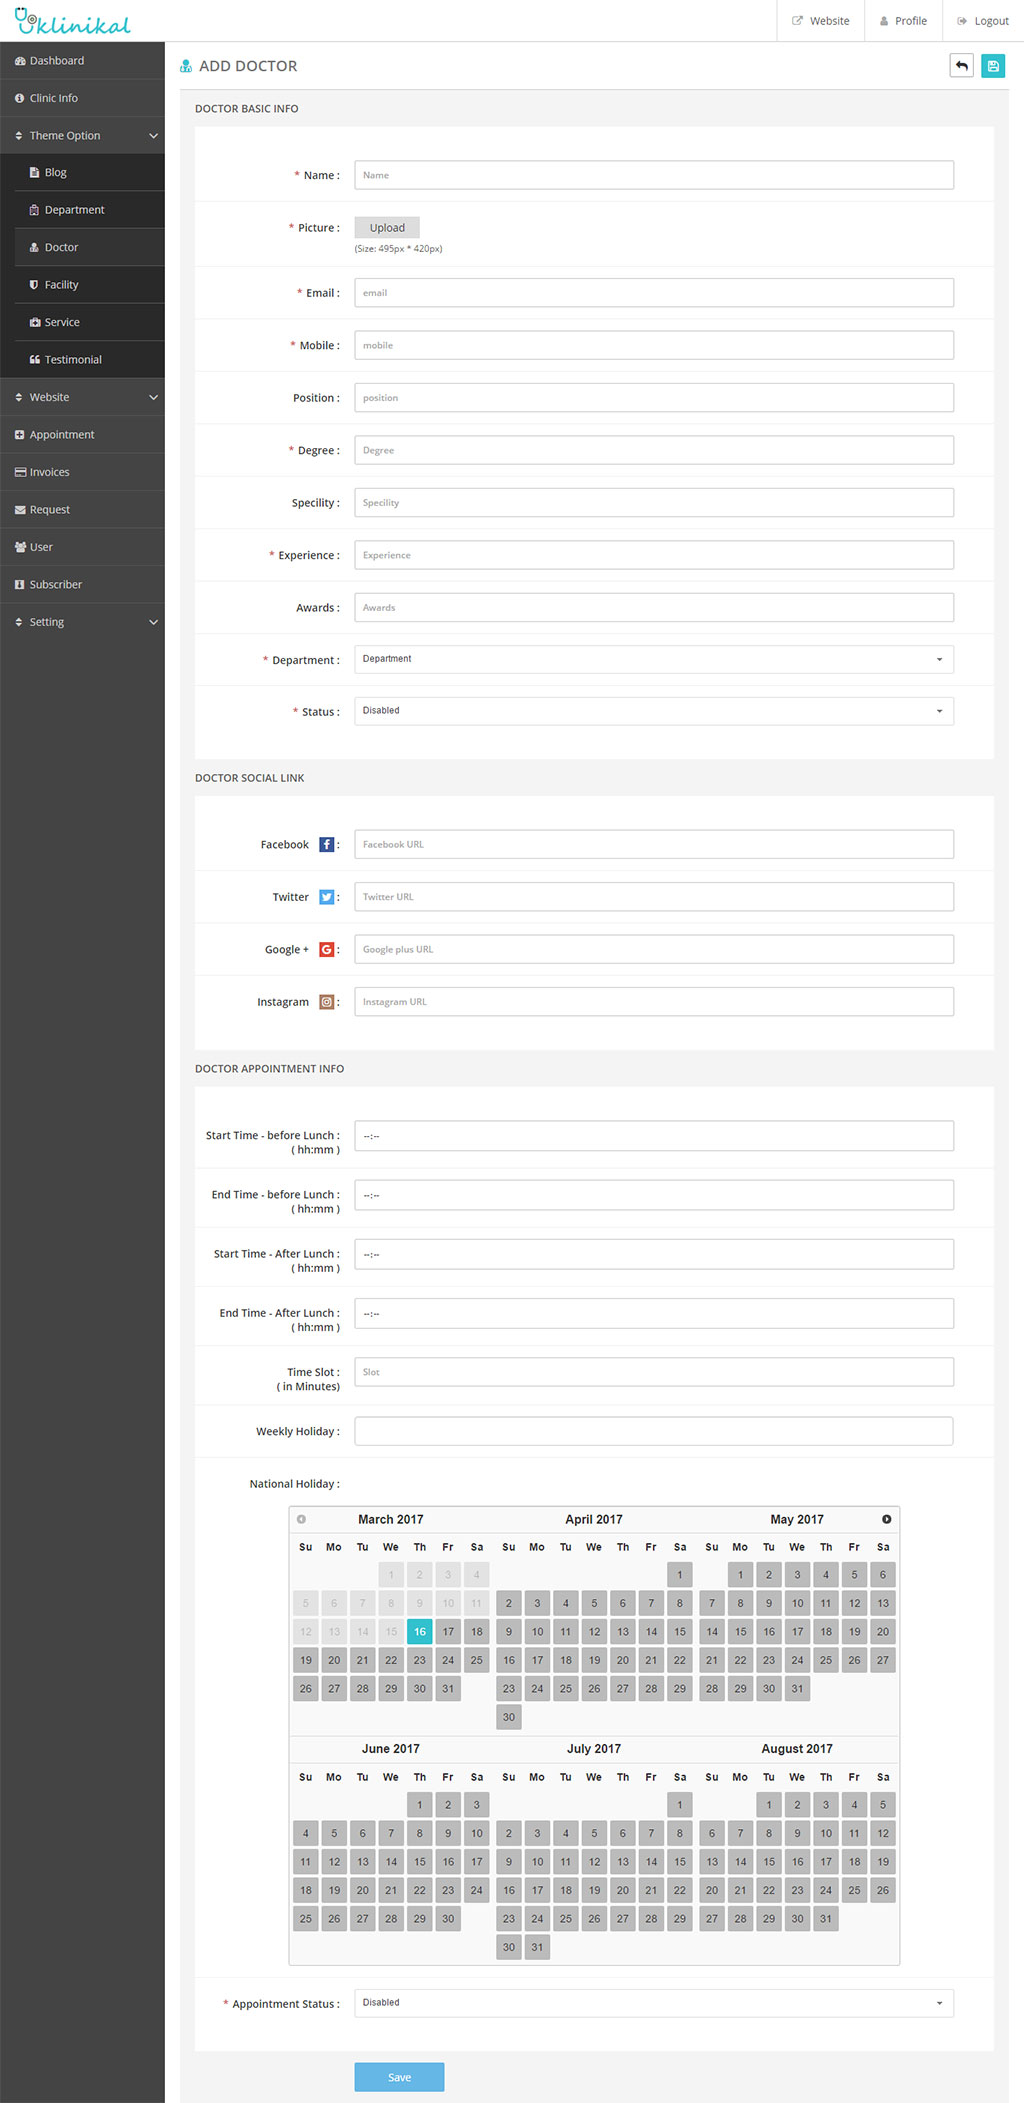 klinikal
Website Profile Logout
Dashboard
Clinic Info
Theme Option
Blog
Department
Doctor
Facility
Service
Testimonial
Website
Appointment
Invoices
Request
User
Subscriber
Setting
ADD DOCTOR
DOCTOR BASIC INFO
* Name : Name
* Picture : Upload
(Size: 495px * 420px)
* Email : email
* Mobile : mobile
Position : position
* Degree : Degree
Specility : Specility
* Experience : Experience
Awards : Awards
* Department : Department
* Status : Disabled
DOCTOR SOCIAL LINK
Facebook : Facebook URL
Twitter : Twitter URL
Google + : Google plus URL
Instagram : Instagram URL
DOCTOR APPOINTMENT INFO
Start Time - before Lunch : --:--
( hh:mm )
End Time - before Lunch : --:--
( hh:mm )
Start Time - After Lunch : --:--
( hh:mm )
End Time - After Lunch : --:--
( hh:mm )
Time Slot : Slot
( in Minutes)
Weekly Holiday :
National Holiday :
March 2017 April 2017 May 2017
Su Mo Tu We Th Fr Sa Su Mo Tu We Th Fr Sa Su Mo Tu We Th Fr Sa
1 2 3 4 1 1 2 3 4 5 6
5 6 7 8 9 10 11 2 3 4 5 6 7 8 7 8 9 10 11 12 13
12 13 14 15 16 17 18 9 10 11 12 13 14 15 14 15 16 17 18 19 20
19 20 21 22 23 24 25 16 17 18 19 20 21 22 21 22 23 24 25 26 27
26 27 28 29 30 31 23 24 25 26 27 28 29 28 29 30 31
30
June 2017 July 2017 August 2017
Su Mo Tu We Th Fr Sa Su Mo Tu We Th Fr Sa Su Mo Tu We Th Fr Sa
1 2 3 1 1 2 3 4 5
4 5 6 7 8 9 10 2 3 4 5 6 7 8 6 7 8 9 10 11 12
11 12 13 14 15 16 17 9 10 11 12 13 14 15 13 14 15 16 17 18 19
18 19 20 21 22 23 24 16 17 18 19 20 21 22 20 21 22 23 24 25 26
25 26 27 28 29 30 23 24 25 26 27 28 29 27 28 29 30 31
30 31
* Appointment Status : Disabled
Save